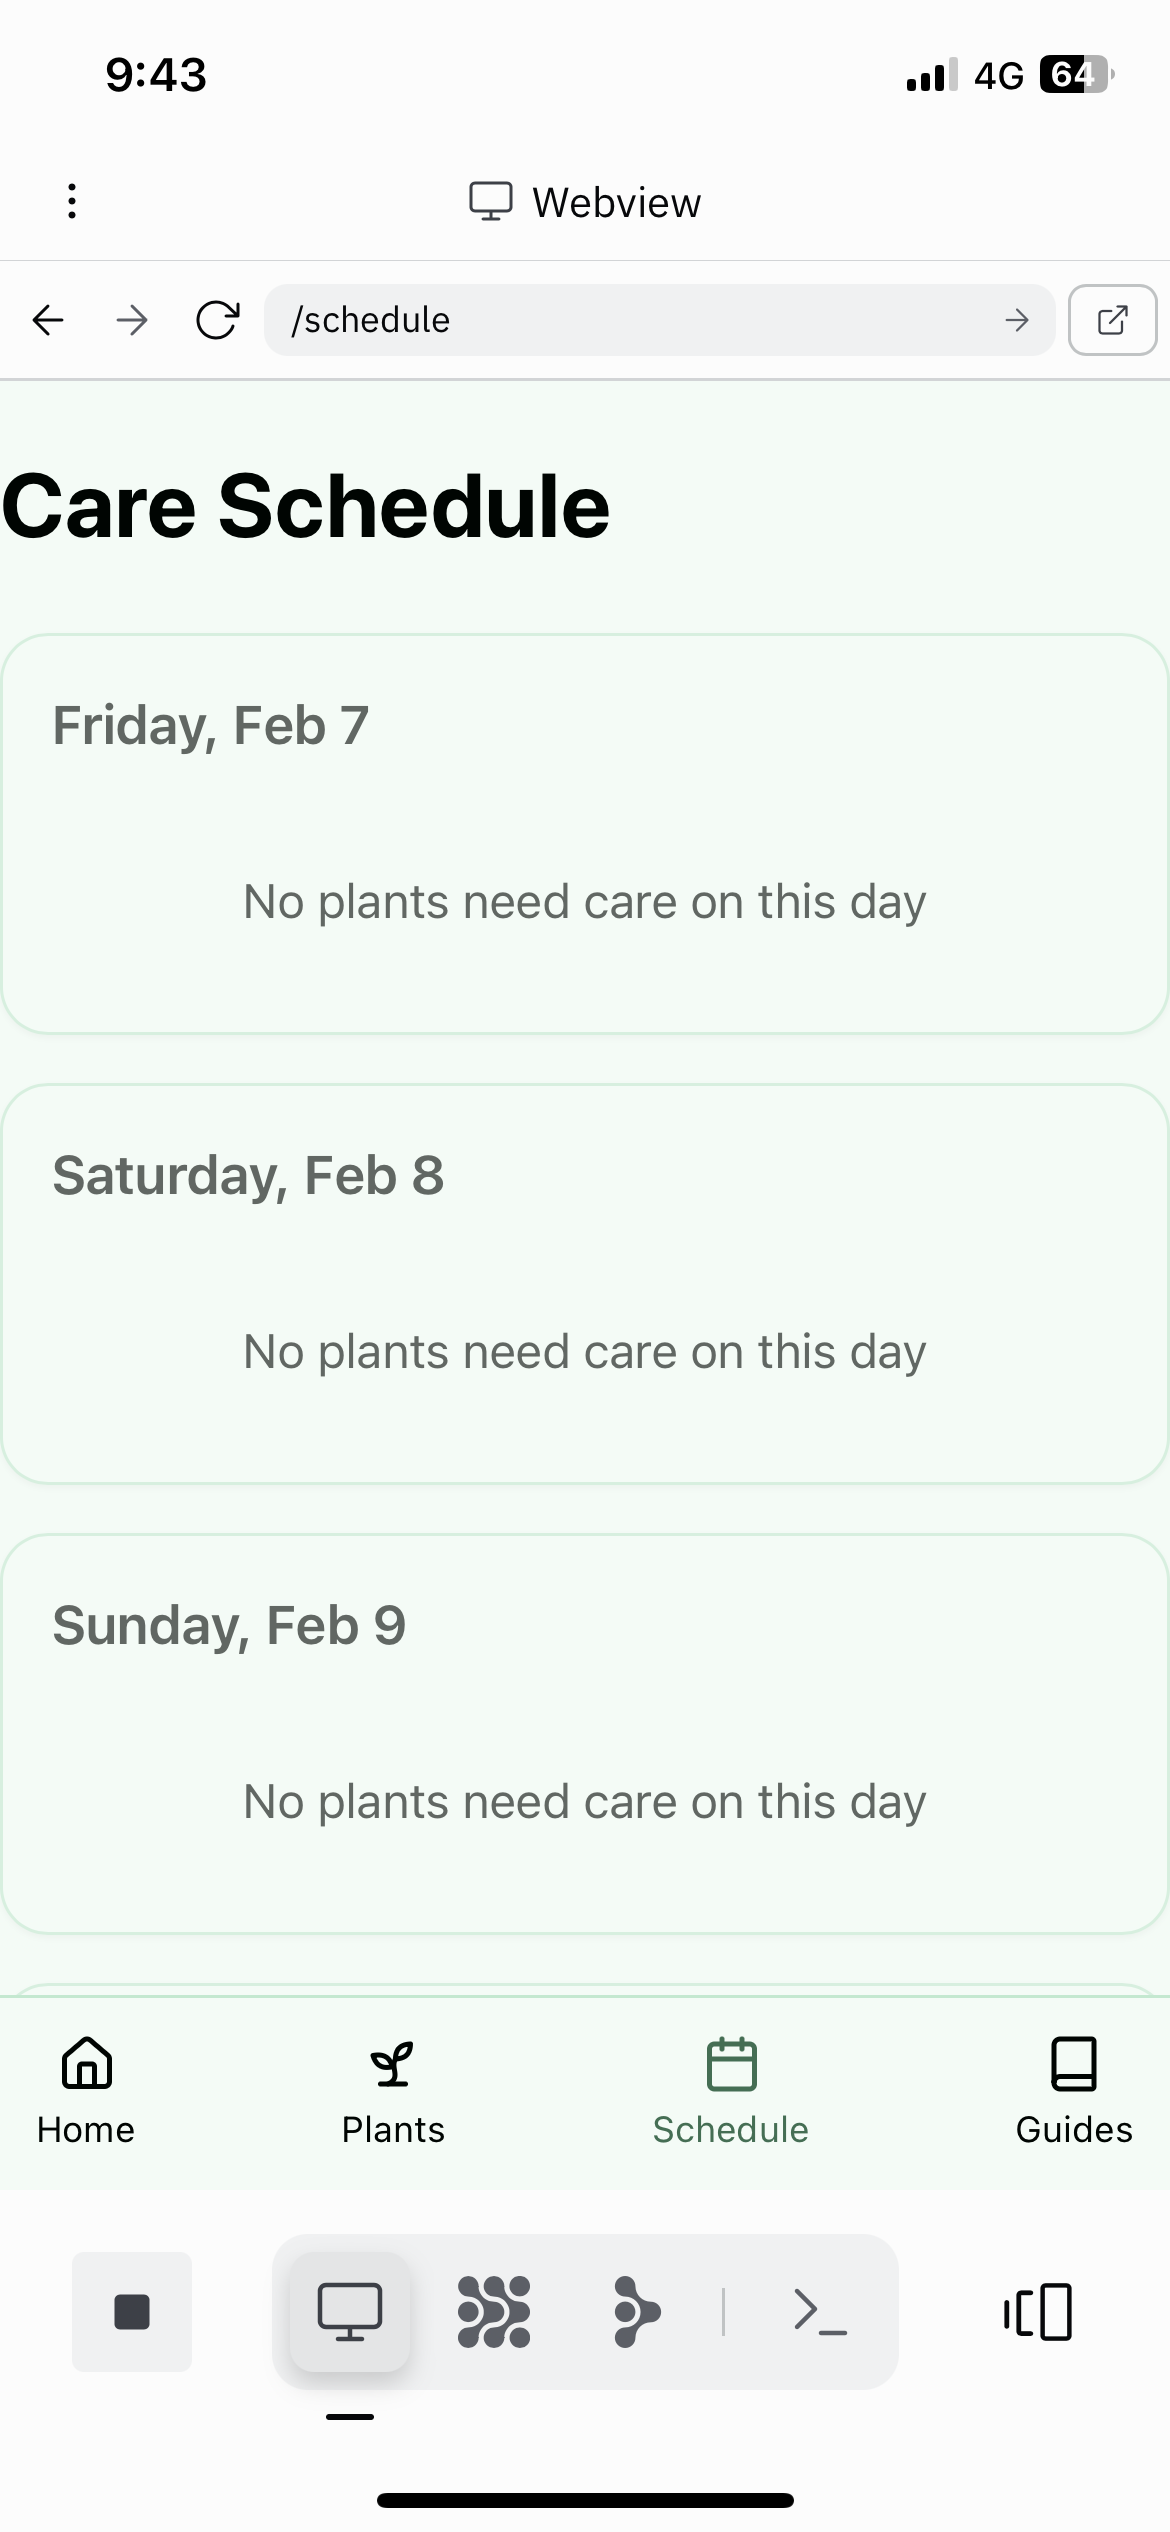 9:43
4G 64
Webview
/schedule
Care Schedule
Friday, Feb 7
No plants need care on this day
Saturday, Feb 8
No plants need care on this day
Sunday, Feb 9
No plants need care on this day
Home Plants Schedule Guides